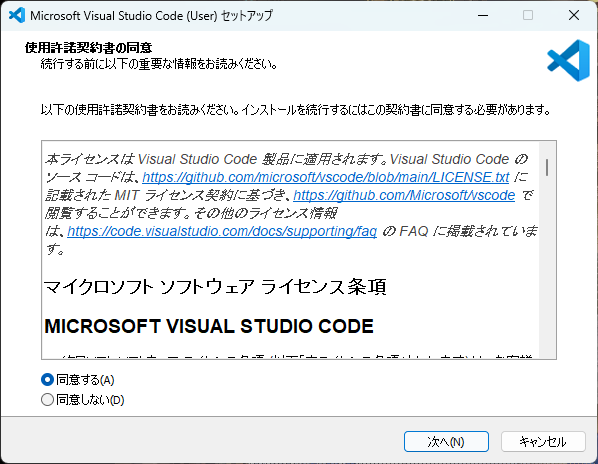 Microsoft Visual Studio Code (User) セットアップ
使用許諾契約書の同意
続行する前に以下の重要な情報をお読みください。
以下の使用許諾契約書をお読みください。インストールを続行するにはこの契約書に同意する必要があります。
本ライセンスは Visual Studio Code 製品に適用されます。Visual Studio Code の
ソース コードは、https://github.com/microsoft/vscode/blob/main/LICENSE.txt に
記載された MIT ライセンス契約に基づき、https://github.com/Microsoft/vscode で
閲覧することができます。その他のライセンス情報
は、https://code.visualstudio.com/docs/supporting/faq の FAQ に掲載されていま
す。
マイクロソフト ソフトウェア ライセンス条項
MICROSOFT VISUAL STUDIO CODE
同意する(A)
同意しない(D)
次へ(N)
キャンセル